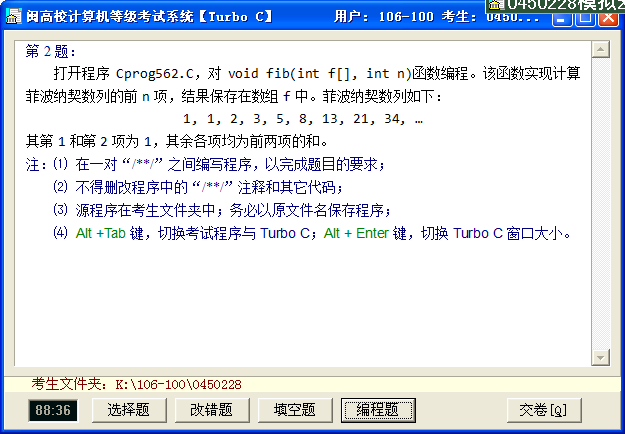 闽高校计算机等级考试系统【Turbo C】 用户：106-100 考生：0450...
0450228模拟
第 2 题：
打开程序 Cprog562.C，对 void fib(int f[], int n)函数编程。该函数实现计算
菲波纳契数列的前 n 项，结果保存在数组 f 中。菲波纳契数列如下：
1, 1, 2, 3, 5, 8, 13, 21, 34, …
其第 1 和第 2 项为 1，其余各项均为前两项的和。
注：⑴ 在一对“/**/”之间编写程序，以完成题目的要求；
⑵ 不得删改程序中的“/**/”注释和其它代码；
⑶ 源程序在考生文件夹中；务必以原文件名保存程序；
⑷ Alt +Tab 键，切换考试程序与 Turbo C；Alt + Enter 键，切换 Turbo C 窗口大小。
考生文件夹：K:\106-100\0450228
88:36 选择题 改错题 填空题 编程题 交卷[Q]